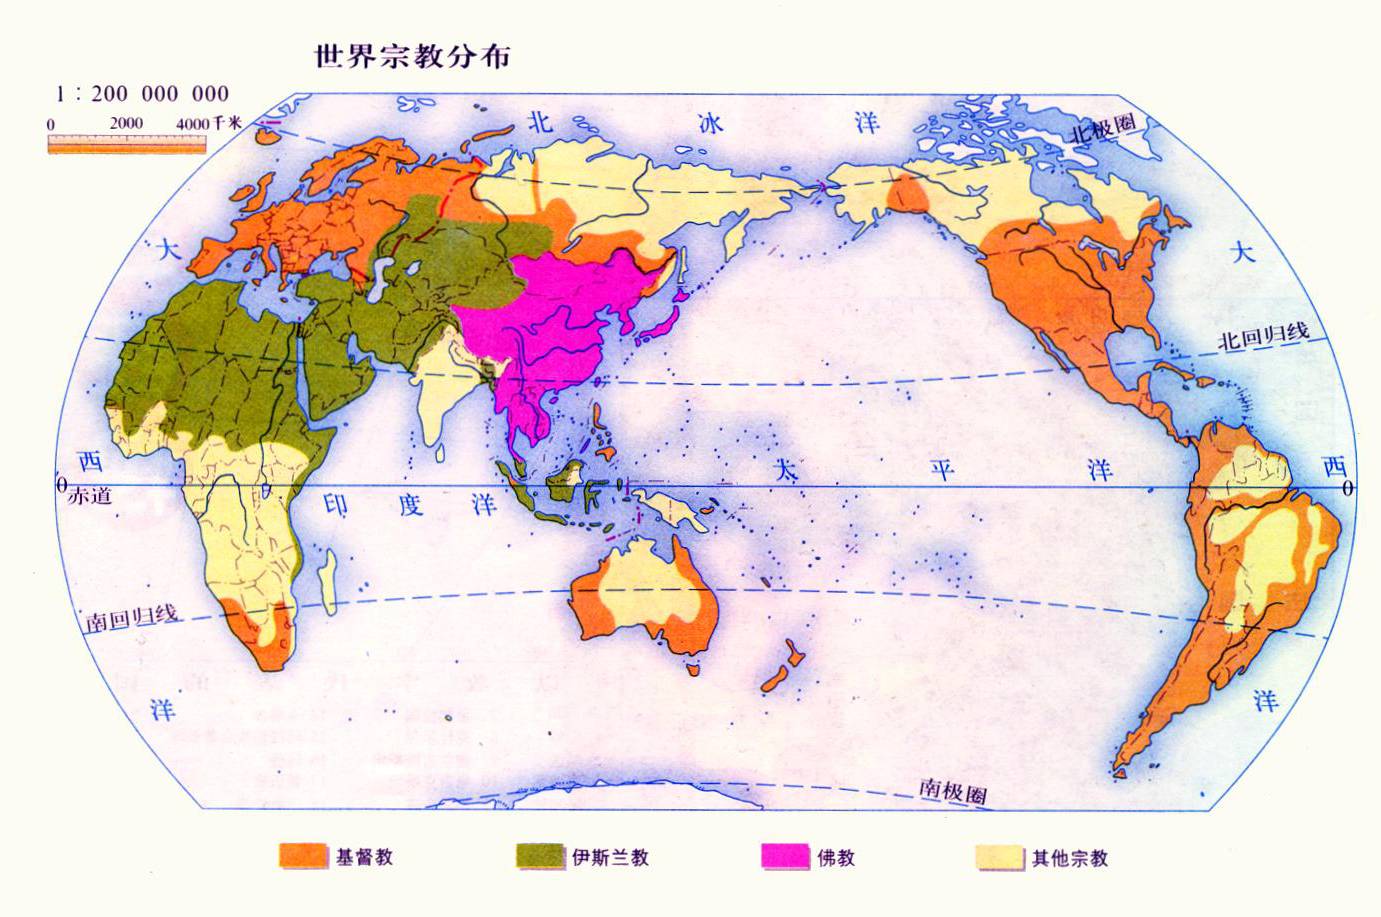 世界宗教分布
1：200 000 000
0 2000 4000千米
北 冰 洋
北极圈
大
大
北回归线
西
太 平 洋
西
0
赤道
印 度 洋
0
南回归线
洋
洋
南极圈
基督教
伊斯兰教
佛教
其他宗教